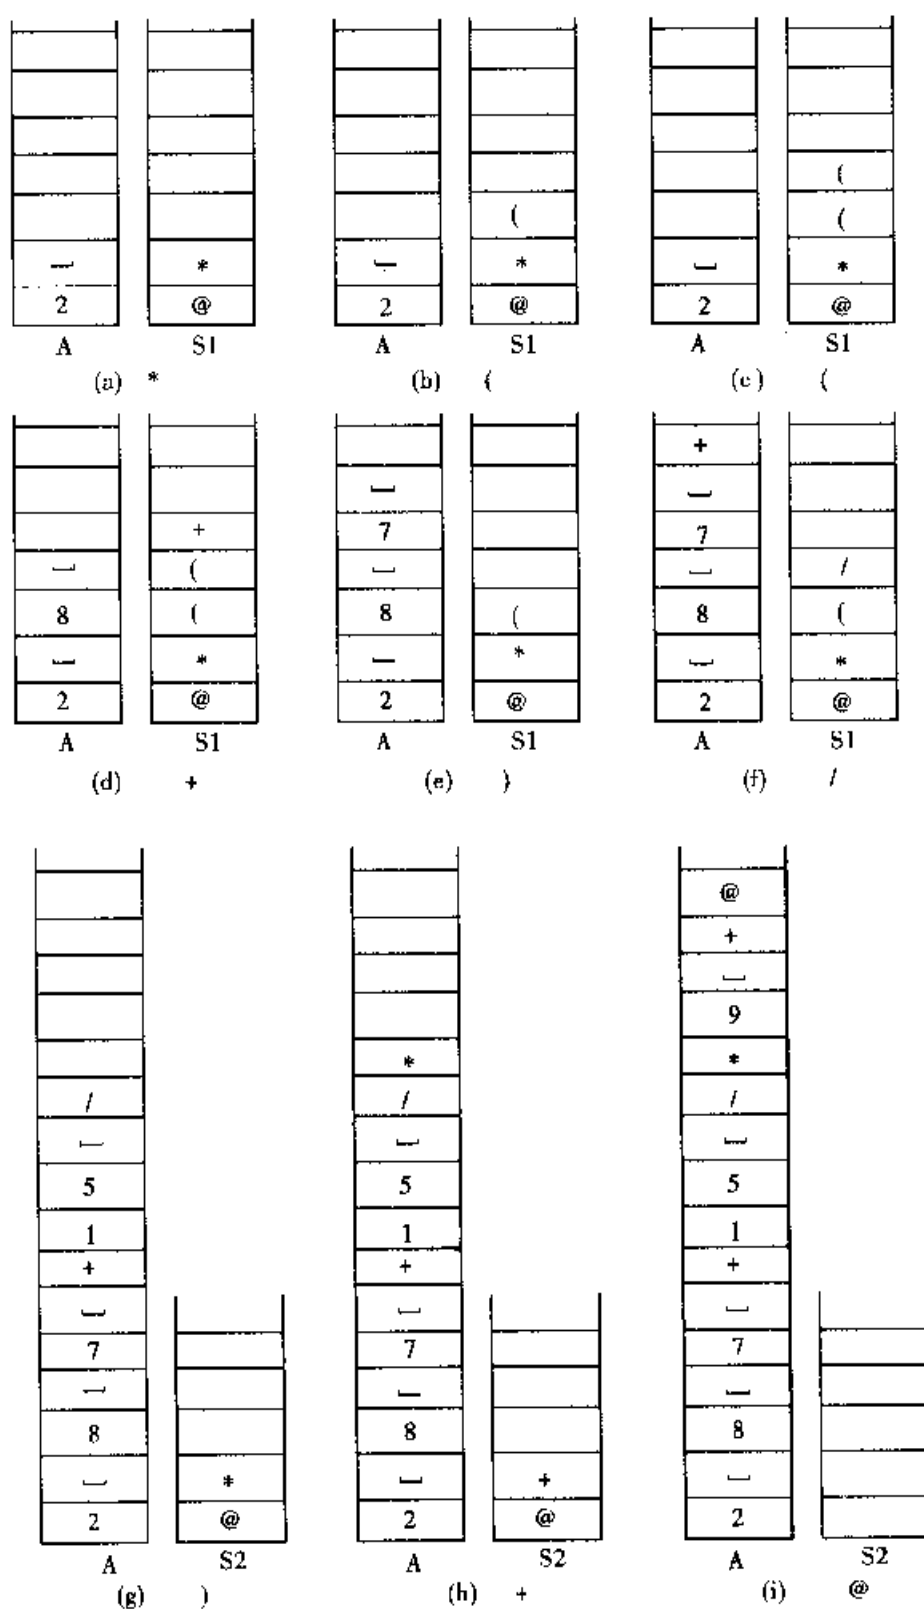 * ( (
( (
⎵ * ⎵ * ⎵ *
2 @ 2 @ 2 @
A S1 A S1 A S1
(a) * (b) ( (c) (
+
⎵ ⎵
+ 7 7
⎵ ( ⎵ ⎵ /
8 ( 8 ( 8 (
⎵ * ⎵ * ⎵ *
2 @ 2 @ 2 @
A S1 A S1 A S1
(d) + (e) ) (f) /
@
+
⎵
9
* *
/ / /
⎵ ⎵ ⎵
5 5 5
1 1 1
+ + +
⎵ ⎵ ⎵
7 7 7
⎵ ⎵ ⎵
8 8 8
⎵ * ⎵ + ⎵
2 @ 2 @ 2
A S2 A S2 A S2
(g) ) (h) + (i) @